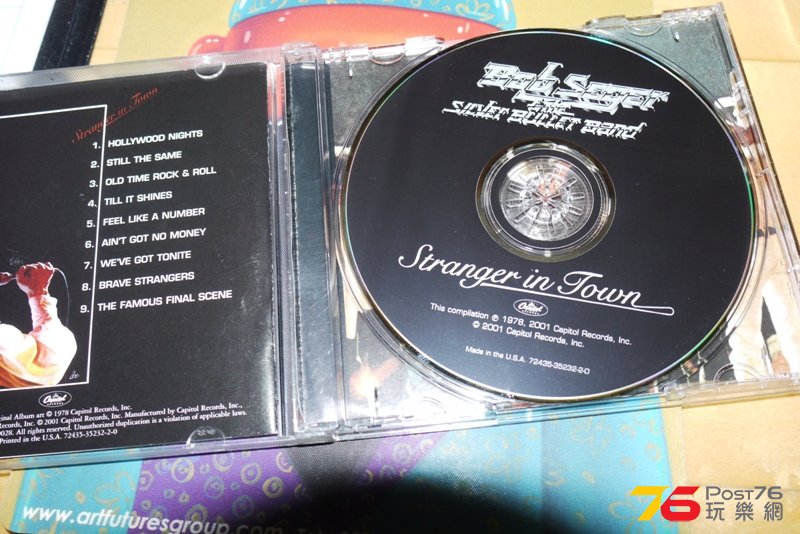 Stranger in Town
1. HOLLYWOOD NIGHTS
2. STILL THE SAME
3. OLD TIME ROCK & ROLL
4. TILL IT SHINES
5. FEEL LIKE A NUMBER
6. AIN'T GOT NO MONEY
7. WE'VE GOT TONITE
8. BRAVE STRANGERS
9. THE FAMOUS FINAL SCENE
Capitol
Album art © 1978 Capitol Records, Inc.
Records, Inc. © 2001 Capitol Records, Inc. Manufactured by Capitol Records, Inc.,
0028. All rights reserved. Unauthorized duplication is a violation of applicable laws.
Printed in the U.S.A. 72435-35232-2-0
Bob Seger
& THE
SILVER BULLET BAND
Stranger in Town
Capitol
This compilation ℗ 1978, 2001 Capitol Records, Inc.
© 2001 Capitol Records, Inc.
Made in the U.S.A. 72435-35232-2-0
www.artfuturesgroup.com
76 POST76
玩樂網